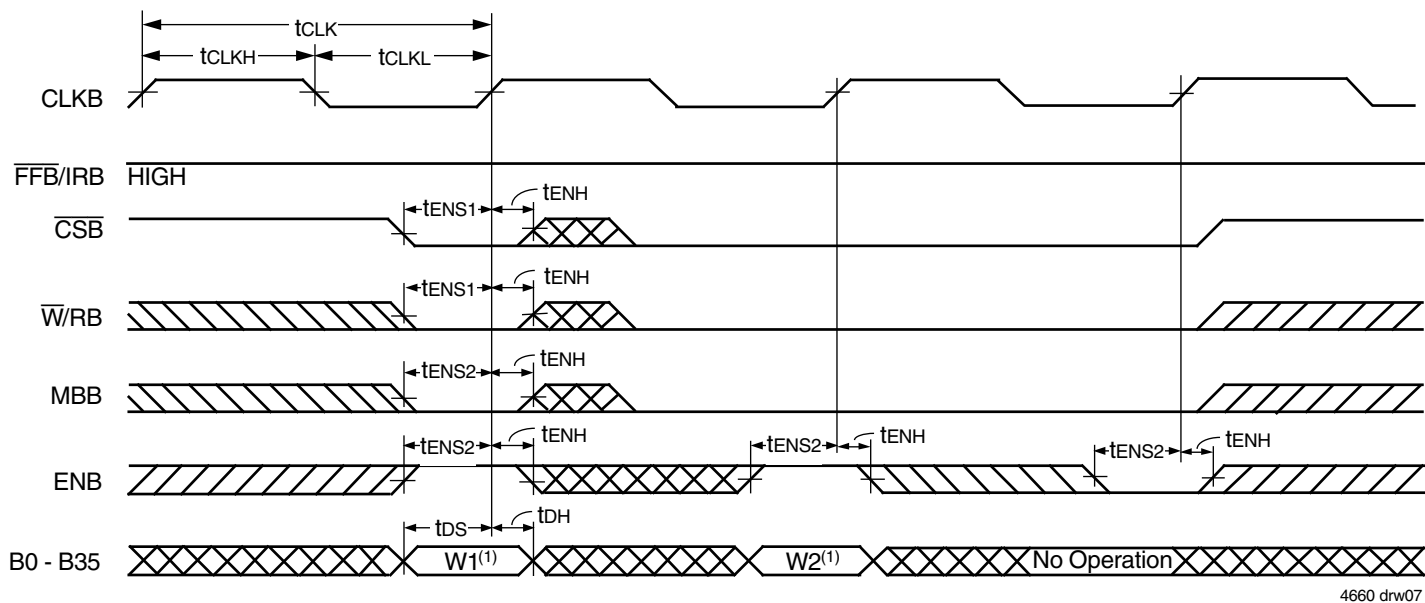 tCLK
tCLKH tCLKL
CLKB
FFB/IRB HIGH
tENS1 tENH
CSB
tENS1 tENH
W/RB
tENS2 tENH
MBB
tENS2 tENH tENS2 tENH tENS2 tENH
ENB
tDS tDH
B0 - B35 W1(1) W2(1) No Operation
4660 drw07